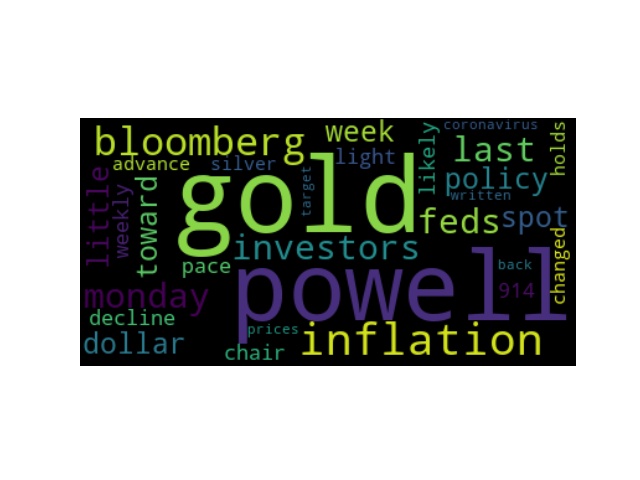 coronavirus
bloomberg week last holds
advance silver light likely policy
written
gold target
little weekly toward feds spot
investors
pace powell back changed
monday 914
decline prices inflation
dollar chair